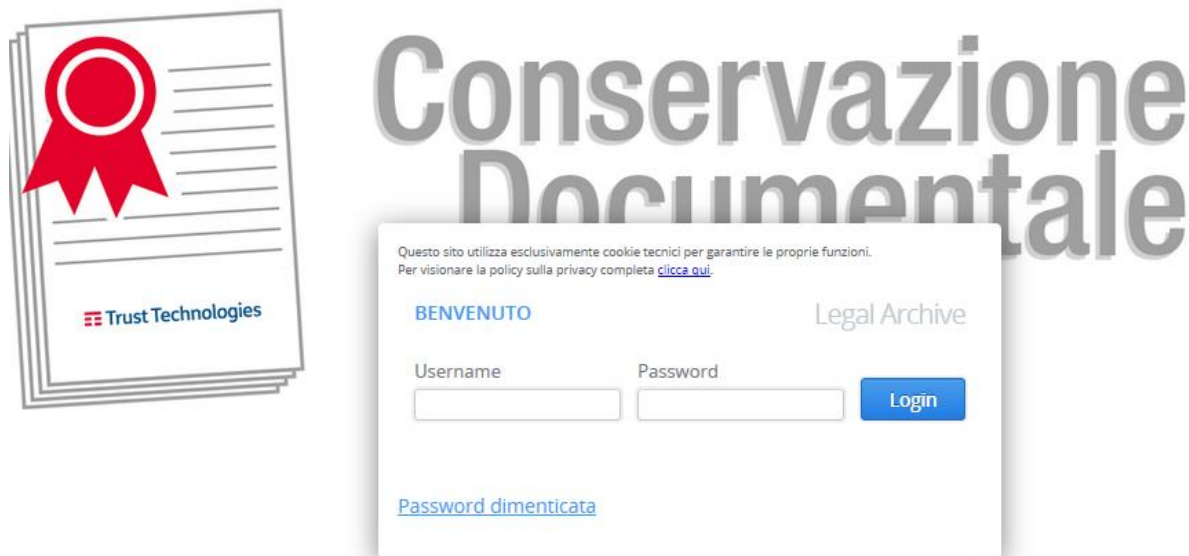 Conservazione
Documentale
Trust Technologies
Questo sito utilizza esclusivamente cookie tecnici per garantire le proprie funzioni.
Per visionare la policy sulla privacy completa clicca qui.
BENVENUTO
Legal Archive
Username
Password
Login
Password dimenticata